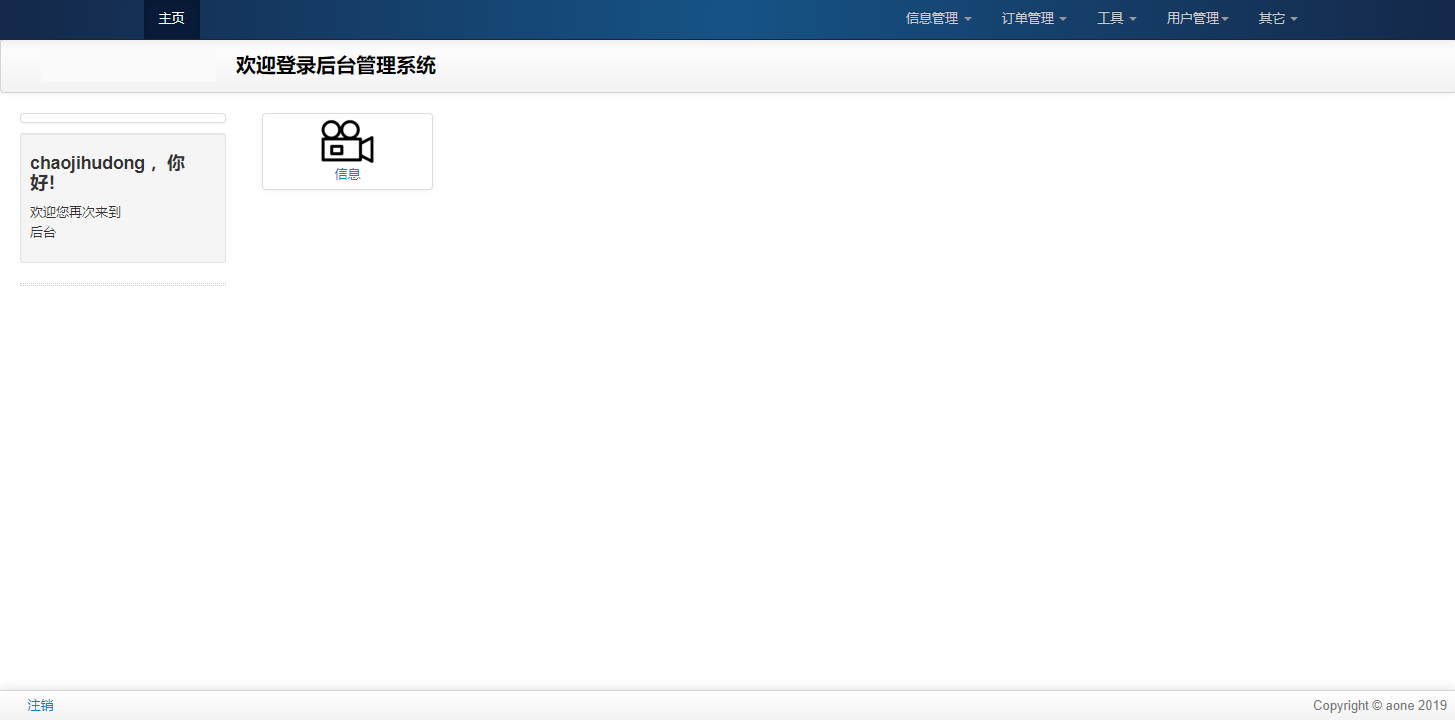 主页 信息管理 订单管理 工具 用户管理 其它
欢迎登录后台管理系统
chaojihudong ，你
好！
欢迎您再次来到
后台
信息
注销 Copyright © aone 2019